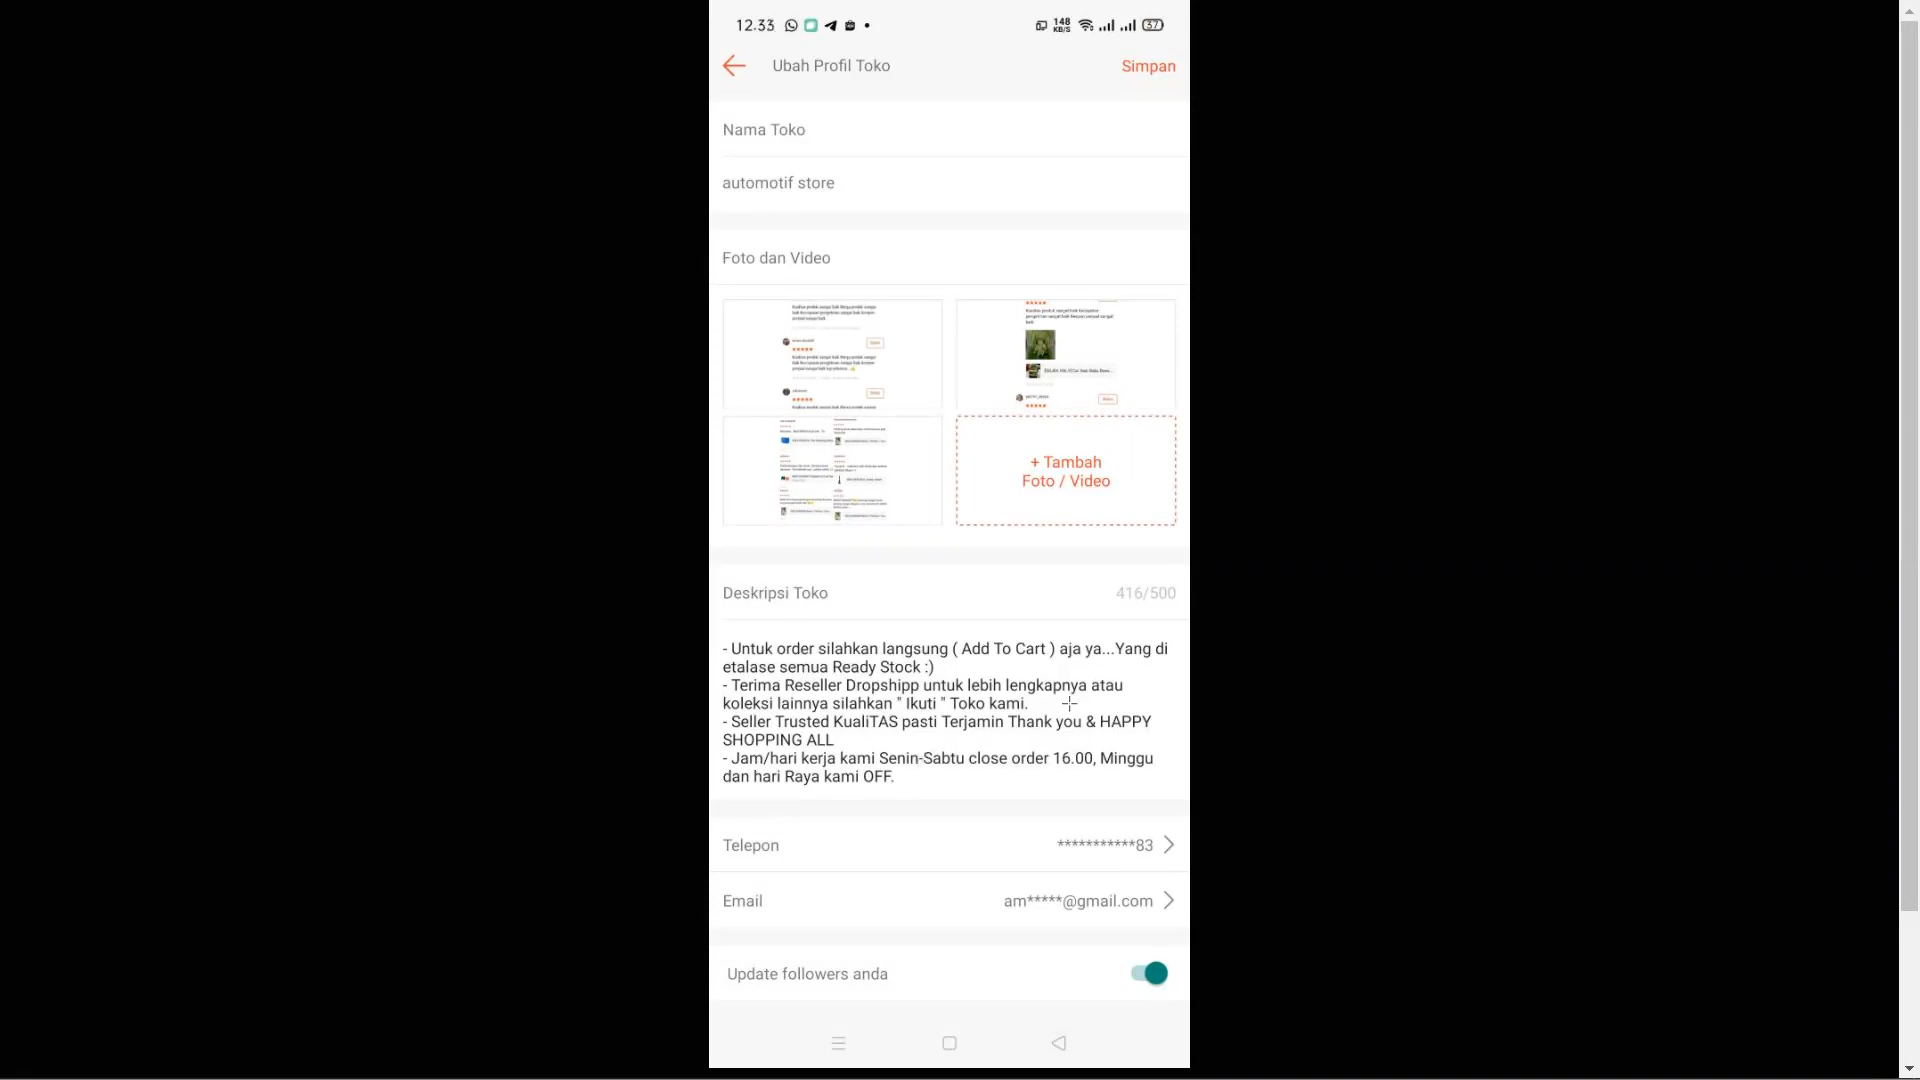 12.33
148
KB/S
37
Ubah Profil Toko
Simpan
Nama Toko
automotif store
Foto dan Video
+ Tambah
Foto / Video
Deskripsi Toko
416/500
- Untuk order silahkan langsung ( Add To Cart ) aja ya...Yang di
etalase semua Ready Stock :)
- Terima Reseller Dropshipp untuk lebih lengkapnya atau
koleksi lainnya silahkan " Ikuti " Toko kami.
- Seller Trusted KualiTAS pasti Terjamin Thank you & HAPPY
SHOPPING ALL
- Jam/hari kerja kami Senin-Sabtu close order 16.00, Minggu
dan hari Raya kami OFF.
Telepon
***********83
Email
am*****@gmail.com
Update followers anda